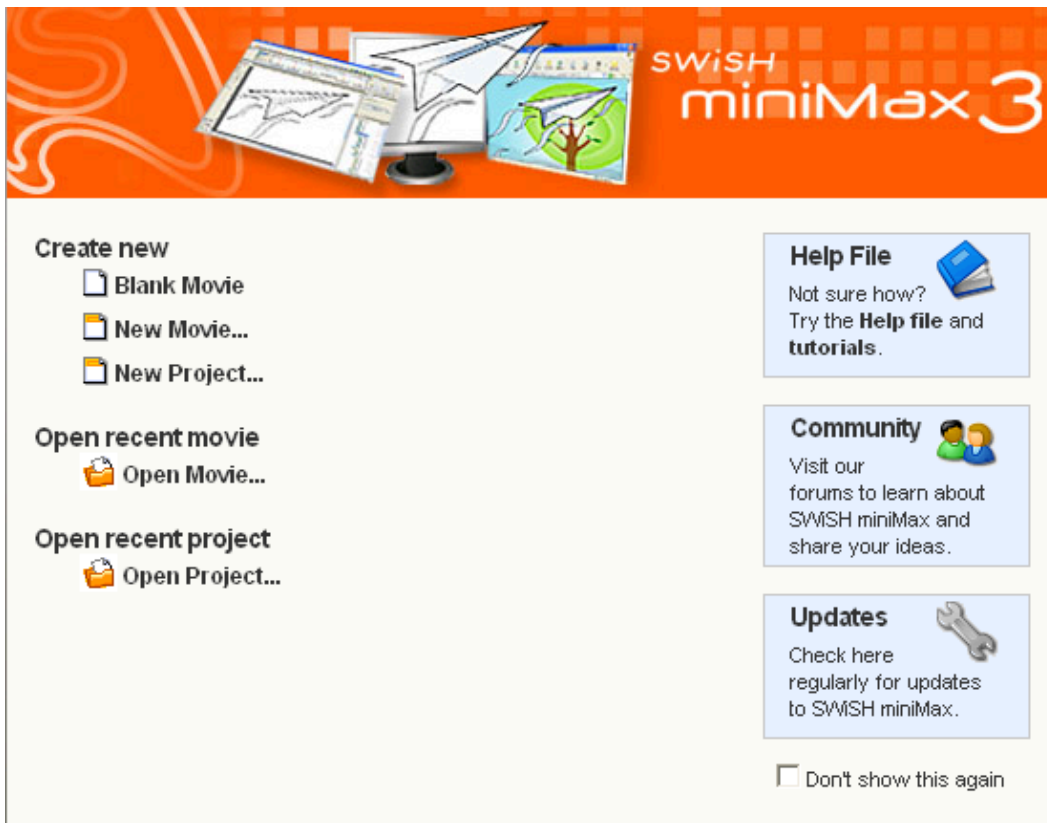 SWiSH
miniMax 3
Create new
Blank Movie
New Movie...
New Project...
Open recent movie
Open Movie...
Open recent project
Open Project...
Help File
Not sure how?
Try the Help file and
tutorials.
Community
Visit our
forums to learn about
SWiSH miniMax and
share your ideas.
Updates
Check here
regularly for updates
to SWiSH miniMax.
Don't show this again